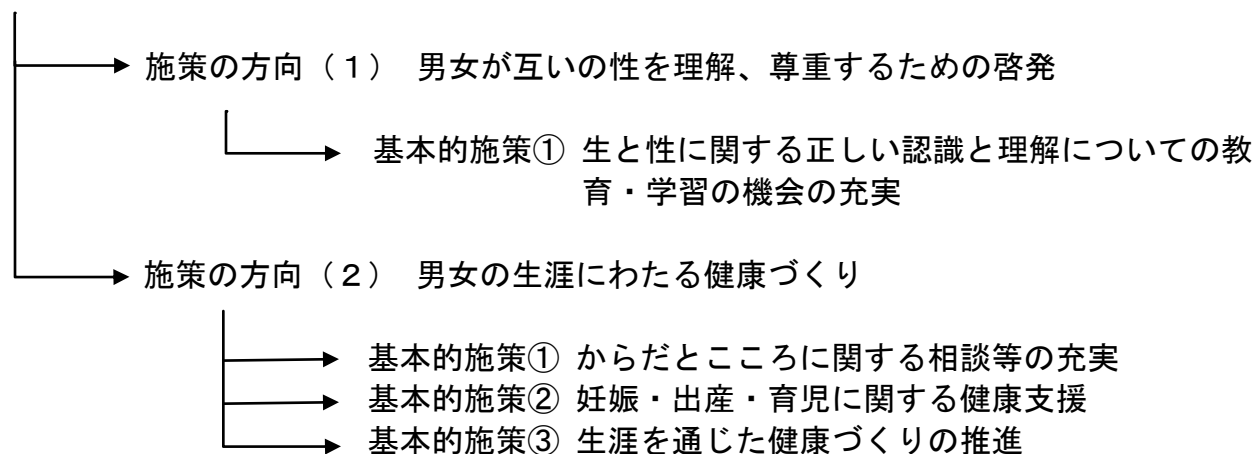 施策の方向（１）　男女が互いの性を理解、尊重するための啓発
基本的施策① 生と性に関する正しい認識と理解についての教
育・学習の機会の充実
施策の方向（２）　男女の生涯にわたる健康づくり
基本的施策① からだとこころに関する相談等の充実
基本的施策② 妊娠・出産・育児に関する健康支援
基本的施策③ 生涯を通じた健康づくりの推進